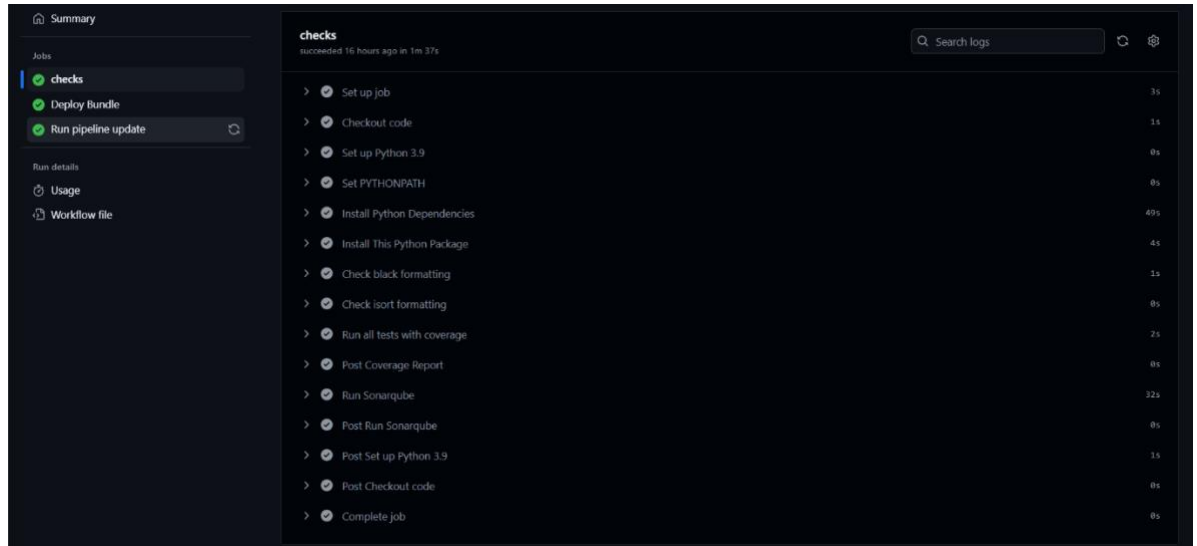 Summary
Jobs
checks
Deploy Bundle
Run pipeline update
Run details
Usage
Workflow file
checks
succeeded 16 hours ago in 1m 37s
Search logs
Set up job 3s
Checkout code 1s
Set up Python 3.9 0s
Set PYTHONPATH 0s
Install Python Dependencies 49s
Install This Python Package 4s
Check black formatting 1s
Check isort formatting 0s
Run all tests with coverage 2s
Post Coverage Report 0s
Run Sonarqube 32s
Post Run Sonarqube 0s
Post Set up Python 3.9 1s
Post Checkout code 0s
Complete job 0s